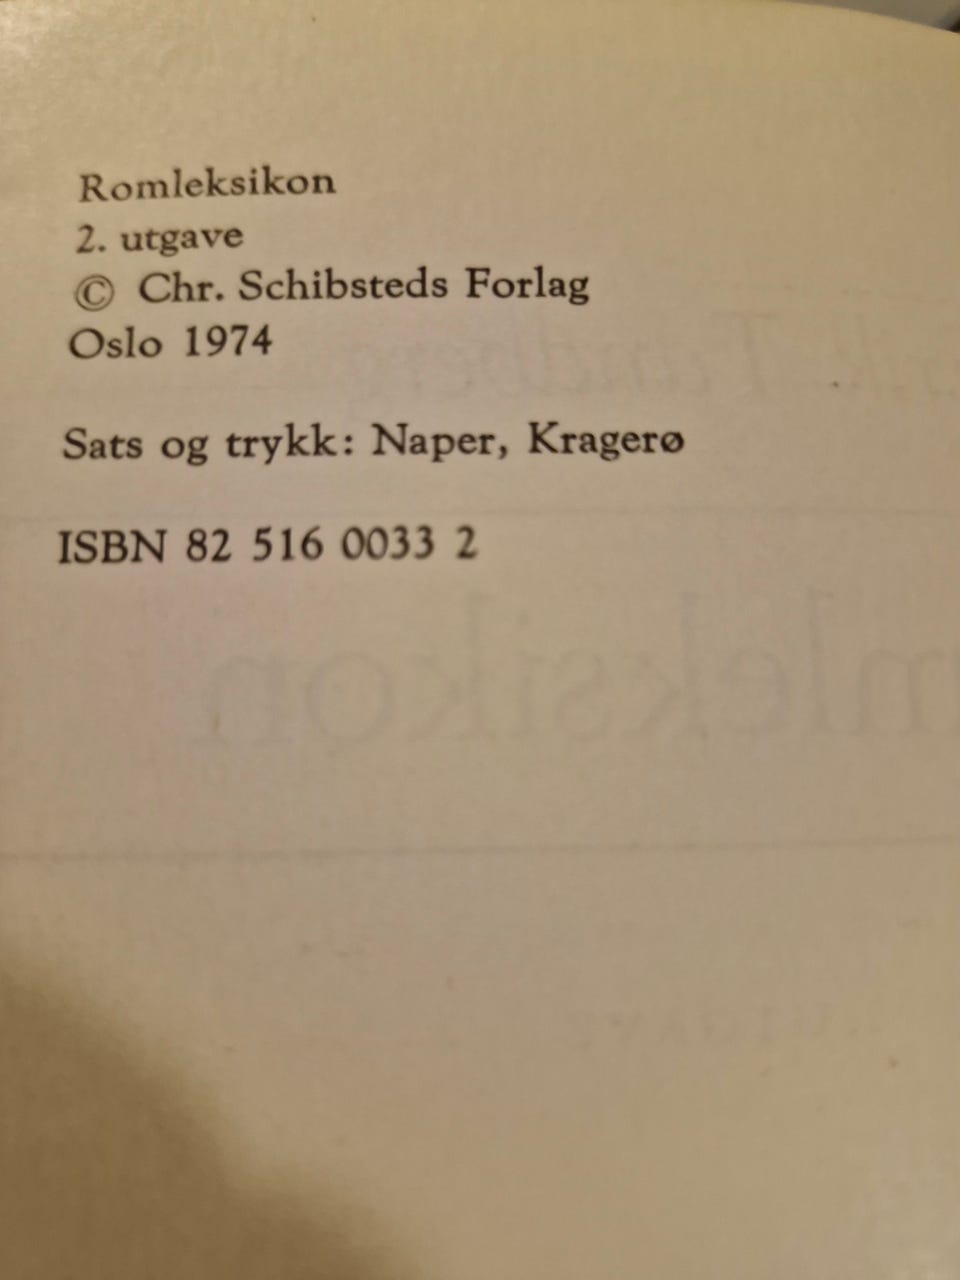 Romleksikon
2. utgave
© Chr. Schibsteds Forlag
Oslo 1974
Sats og trykk: Naper, Kragerø
ISBN 82 516 0033 2